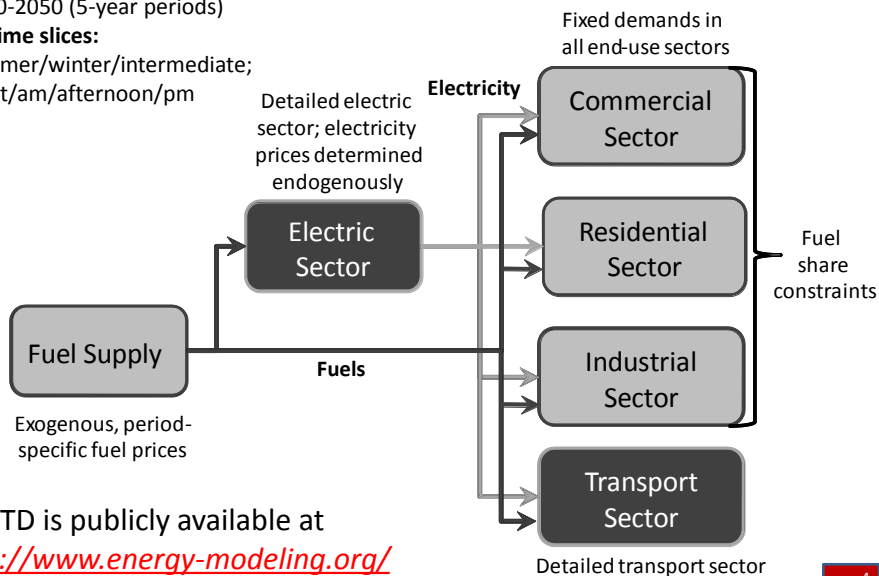 0-2050 (5-year periods)
ime slices:
mer/winter/intermediate;
t/am/afternoon/pm
Fixed demands in
all end-use sectors
Detailed electric
sector; electricity
prices determined
endogenously
Electricity
Commercial
Sector
Electric
Sector
Residential
Sector
Fuel
share
constraints
Fuel Supply
Fuels
Industrial
Sector
Exogenous, period-
specific fuel prices
Transport
Sector
TD is publicly available at
://www.energy-modeling.org/
Detailed transport sector